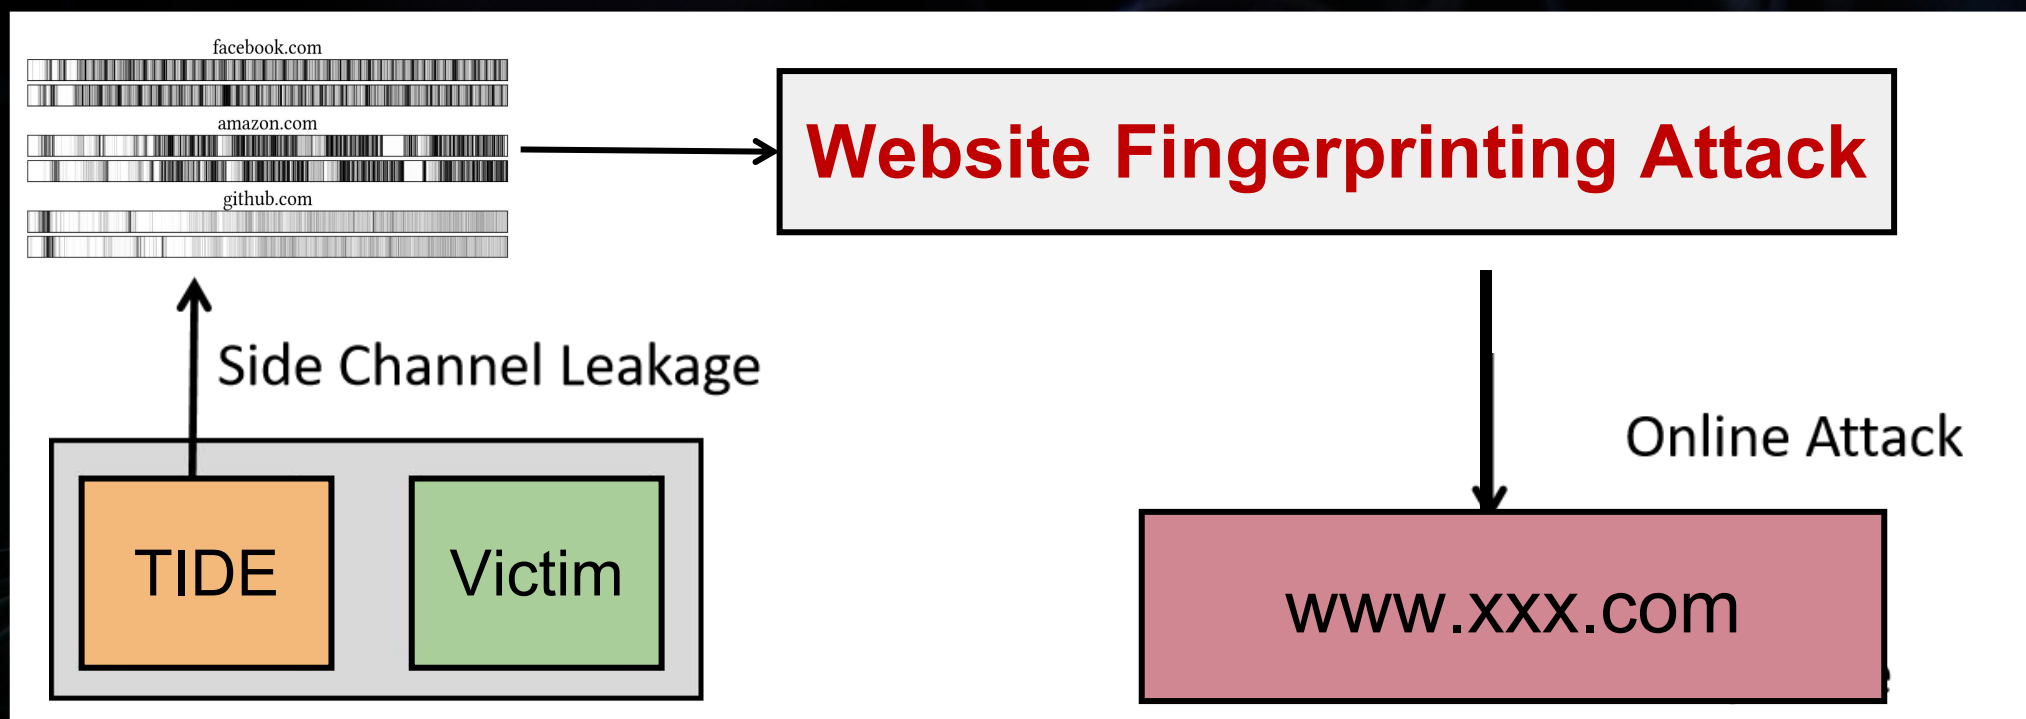 facebook.com
amazon.com
github.com
Website Fingerprinting Attack
Side Channel Leakage
Online Attack
TIDE
Victim
www.xxx.com